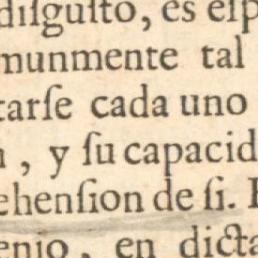 diſguſto, es eſp
munmente tal
tarſe cada uno
, y ſu capacid
ehenſion de ſi.
enio, en dicta